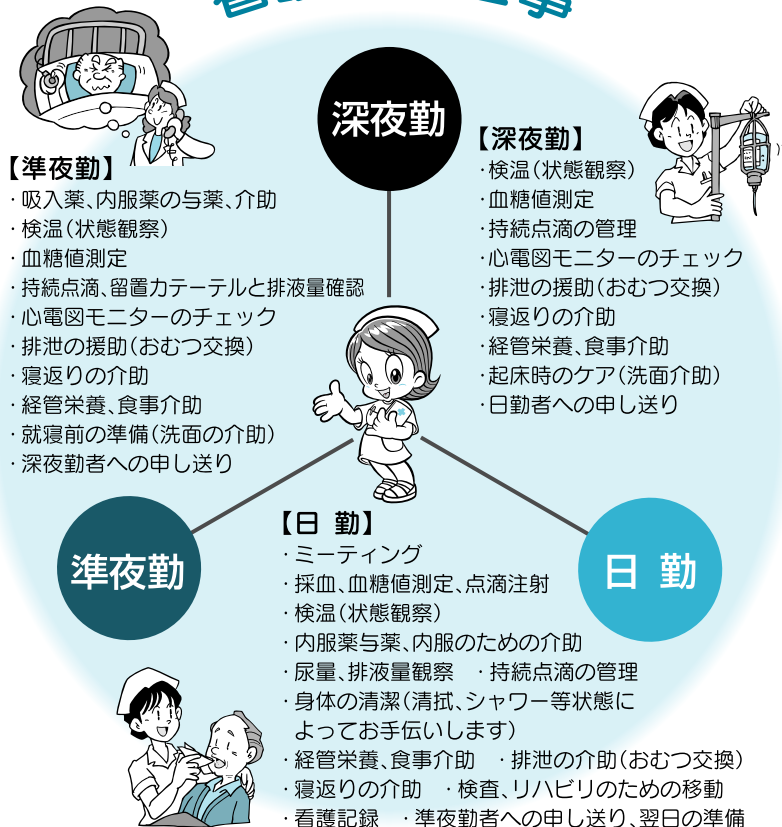 深夜勤
【準夜勤】
・吸入薬、内服薬の与薬、介助
・検温（状態観察）
・血糖値測定
・持続点滴、留置カテーテルと排液量確認
・心電図モニターのチェック
・排泄の援助（おむつ交換）
・寝返りの介助
・経管栄養、食事介助
・就寝前の準備（洗面の介助）
・深夜勤者への申し送り
【深夜勤】
・検温（状態観察）
・血糖値測定
・持続点滴の管理
・心電図モニターのチェック
・排泄の援助（おむつ交換）
・寝返りの介助
・経管栄養、食事介助
・起床時のケア（洗面介助）
・日勤者への申し送り
準夜勤
日 勤
【日 勤】
・ミーティング
・採血、血糖値測定、点滴注射
・検温（状態観察）
・内服薬与薬、内服のための介助
・尿量、排液量観察 ・持続点滴の管理
・身体の清潔（清拭、シャワー等状態に
よってお手伝いします）
・経管栄養、食事介助 ・排泄の介助（おむつ交換）
・寝返りの介助 ・検査、リハビリのための移動
・看護記録 ・準夜勤者への申し送り、翌日の準備